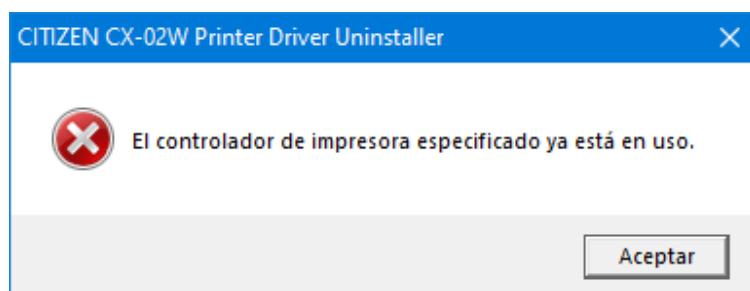 CITIZEN CX-02W Printer Driver Uninstaller
El controlador de impresora especificado ya está en uso.
Aceptar